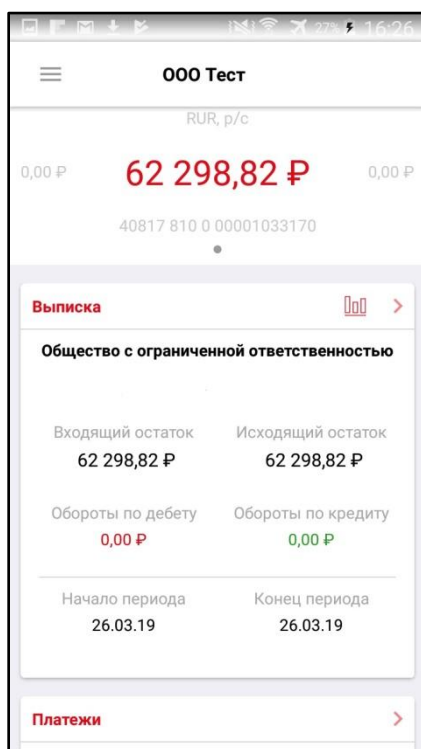 27% 16:26
ООО Тест
RUR, р/с
0,00 ₽ 62 298,82 ₽ 0,00 ₽
40817 810 0 00001033170
Выписка
Общество с ограниченной ответственностью
Входящий остаток Исходящий остаток
62 298,82 ₽ 62 298,82 ₽
Обороты по дебету Обороты по кредиту
0,00 ₽ 0,00 ₽
Начало периода Конец периода
26.03.19 26.03.19
Платежи